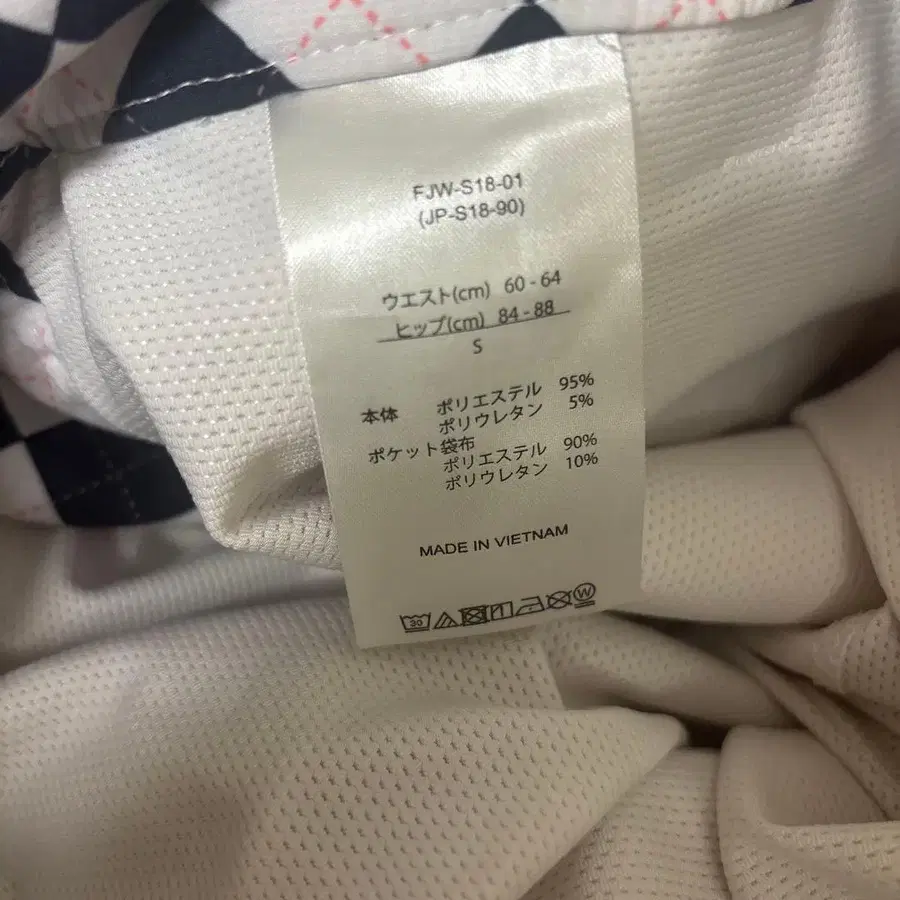 FJW-S18-01
(JP-S18-90)
ウエスト(cm) 60 - 64
ヒップ(cm) 84 - 88
S
本体 ポリエステル 95%
ポリウレタン 5%
ポケット袋布
ポリエステル 90%
ポリウレタン 10%
MADE IN VIETNAM
30 W